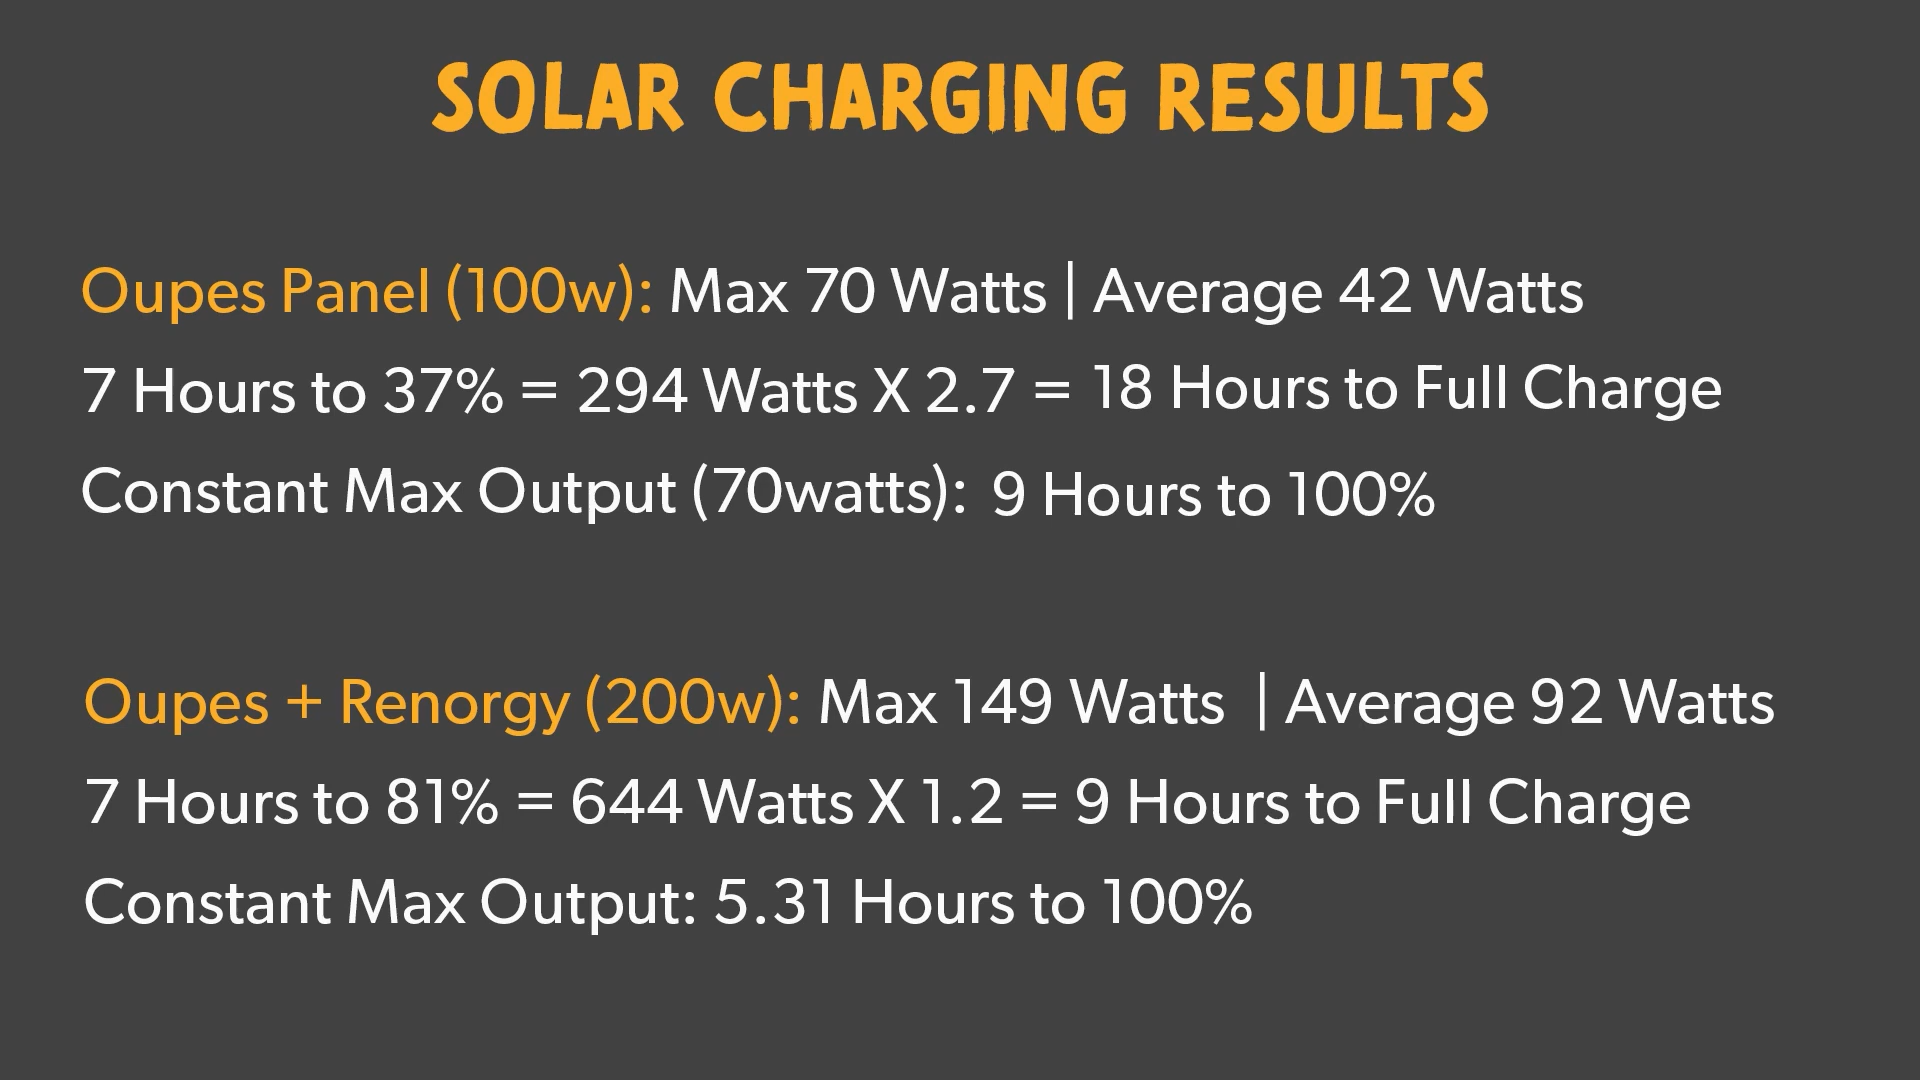 SOLAR CHARGING RESULTS
Oupes Panel (100w): Max 70 Watts | Average 42 Watts
7 Hours to 37% = 294 Watts X 2.7 = 18 Hours to Full Charge
Constant Max Output (70watts): 9 Hours to 100%
Oupes + Renorgy (200w): Max 149 Watts | Average 92 Watts
7 Hours to 81% = 644 Watts X 1.2 = 9 Hours to Full Charge
Constant Max Output: 5.31 Hours to 100%